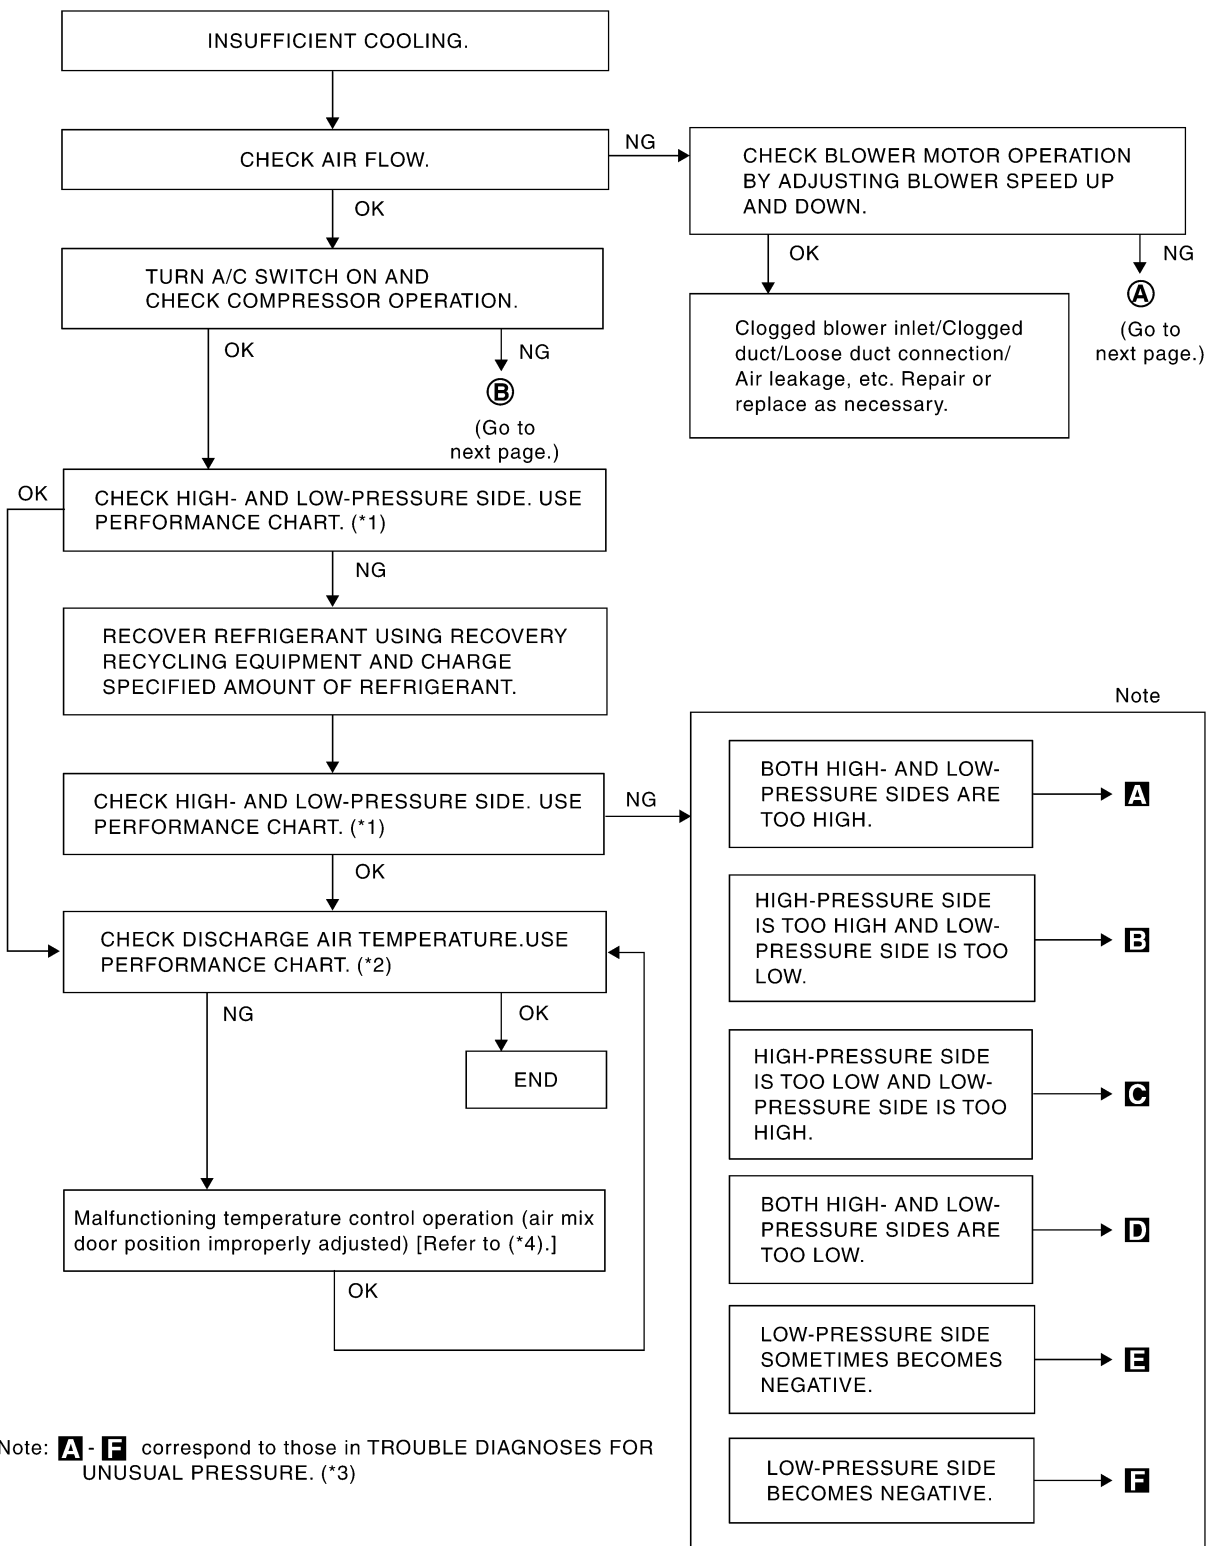 INSUFFICIENT COOLING.
CHECK AIR FLOW.
NG
CHECK BLOWER MOTOR OPERATION
BY ADJUSTING BLOWER SPEED UP
AND DOWN.
OK
OK
NG
A
(Go to
next page.)
Clogged blower inlet/Clogged
duct/Loose duct connection/
Air leakage, etc. Repair or
replace as necessary.
TURN A/C SWITCH ON AND
CHECK COMPRESSOR OPERATION.
OK
NG
B
(Go to
next page.)
OK
CHECK HIGH- AND LOW-PRESSURE SIDE. USE
PERFORMANCE CHART. (*1)
NG
RECOVER REFRIGERANT USING RECOVERY
RECYCLING EQUIPMENT AND CHARGE
SPECIFIED AMOUNT OF REFRIGERANT.
CHECK HIGH- AND LOW-PRESSURE SIDE. USE
PERFORMANCE CHART. (*1)
NG
OK
CHECK DISCHARGE AIR TEMPERATURE.USE
PERFORMANCE CHART. (*2)
NG
OK
END
Malfunctioning temperature control operation (air mix
door position improperly adjusted) [Refer to (*4).]
OK
Note
BOTH HIGH- AND LOW-
PRESSURE SIDES ARE
TOO HIGH.
A
HIGH-PRESSURE SIDE
IS TOO HIGH AND LOW-
PRESSURE SIDE IS TOO
LOW.
B
HIGH-PRESSURE SIDE
IS TOO LOW AND LOW-
PRESSURE SIDE IS TOO
HIGH.
C
BOTH HIGH- AND LOW-
PRESSURE SIDES ARE
TOO LOW.
D
LOW-PRESSURE SIDE
SOMETIMES BECOMES
NEGATIVE.
E
LOW-PRESSURE SIDE
BECOMES NEGATIVE.
F
Note: A - F correspond to those in TROUBLE DIAGNOSES FOR
UNUSUAL PRESSURE. (*3)